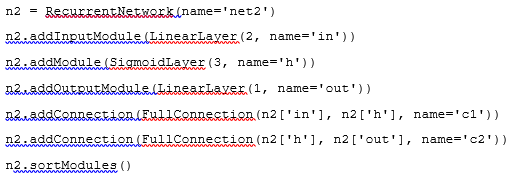 n2 = RecurrentNetwork(name='net2')
n2.addInputModule(LinearLayer(2, name='in'))
n2.addModule(SigmoidLayer(3, name='h'))
n2.addOutputModule(LinearLayer(1, name='out'))
n2.addConnection(FullConnection(n2['in'], n2['h'], name='c1'))
n2.addConnection(FullConnection(n2['h'], n2['out'], name='c2'))
n2.sortModules()